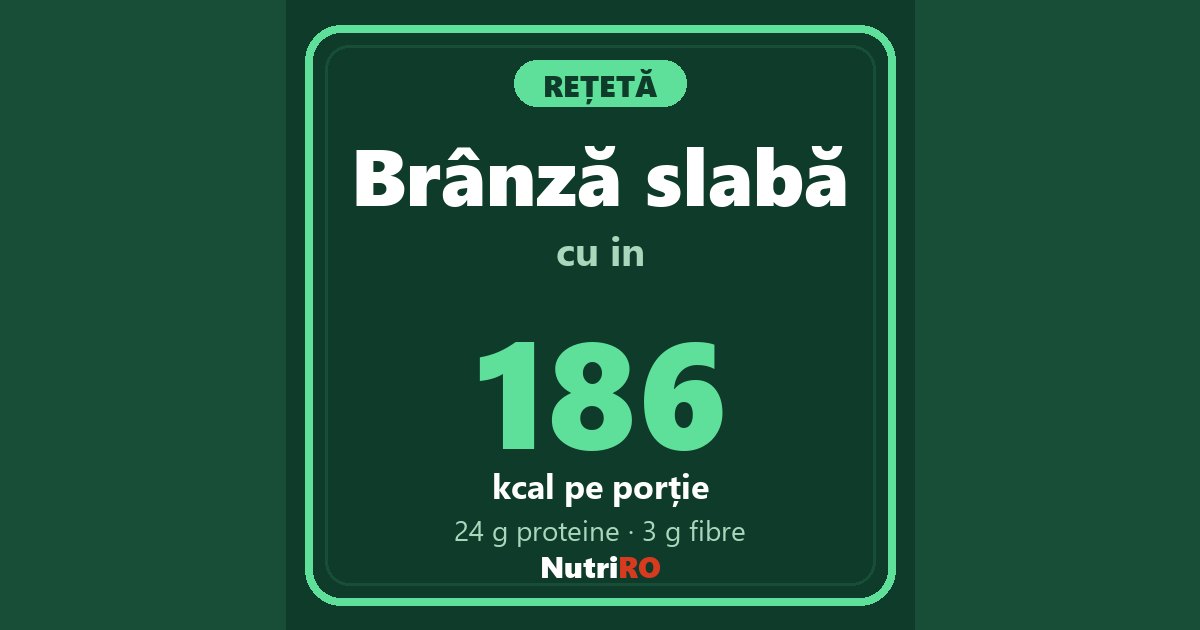 REȚETĂ
Brânză slabă
cu in
186
kcal pe porție
24 g proteine · 3 g fibre
NutriRO